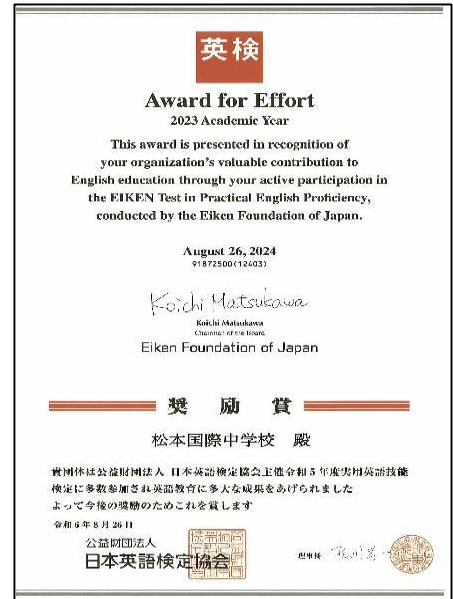 英検
Award for Effort
2023 Academic Year
This award is presented in recognition of
your organization's valuable contribution to
English education through your active participation in
the EIKEN Test in Practical English Proficiency,
conducted by the Eiken Foundation of Japan.
August 26, 2024
91872500(12403)
Koichi Matsukawa
Koichi Matsukawa
Chairman of the Board
Eiken Foundation of Japan
奨励賞
松本国際中学校 殿
貴団体は公益財団法人 日本英語検定協会主催令和5年度実用英語技能
検定に多数参加され英語教育に多大な成果をあげられました
よって今後の奨励のためこれを賞します
令和6年8月26日
公益財団法人
日本英語検定協会
理事長